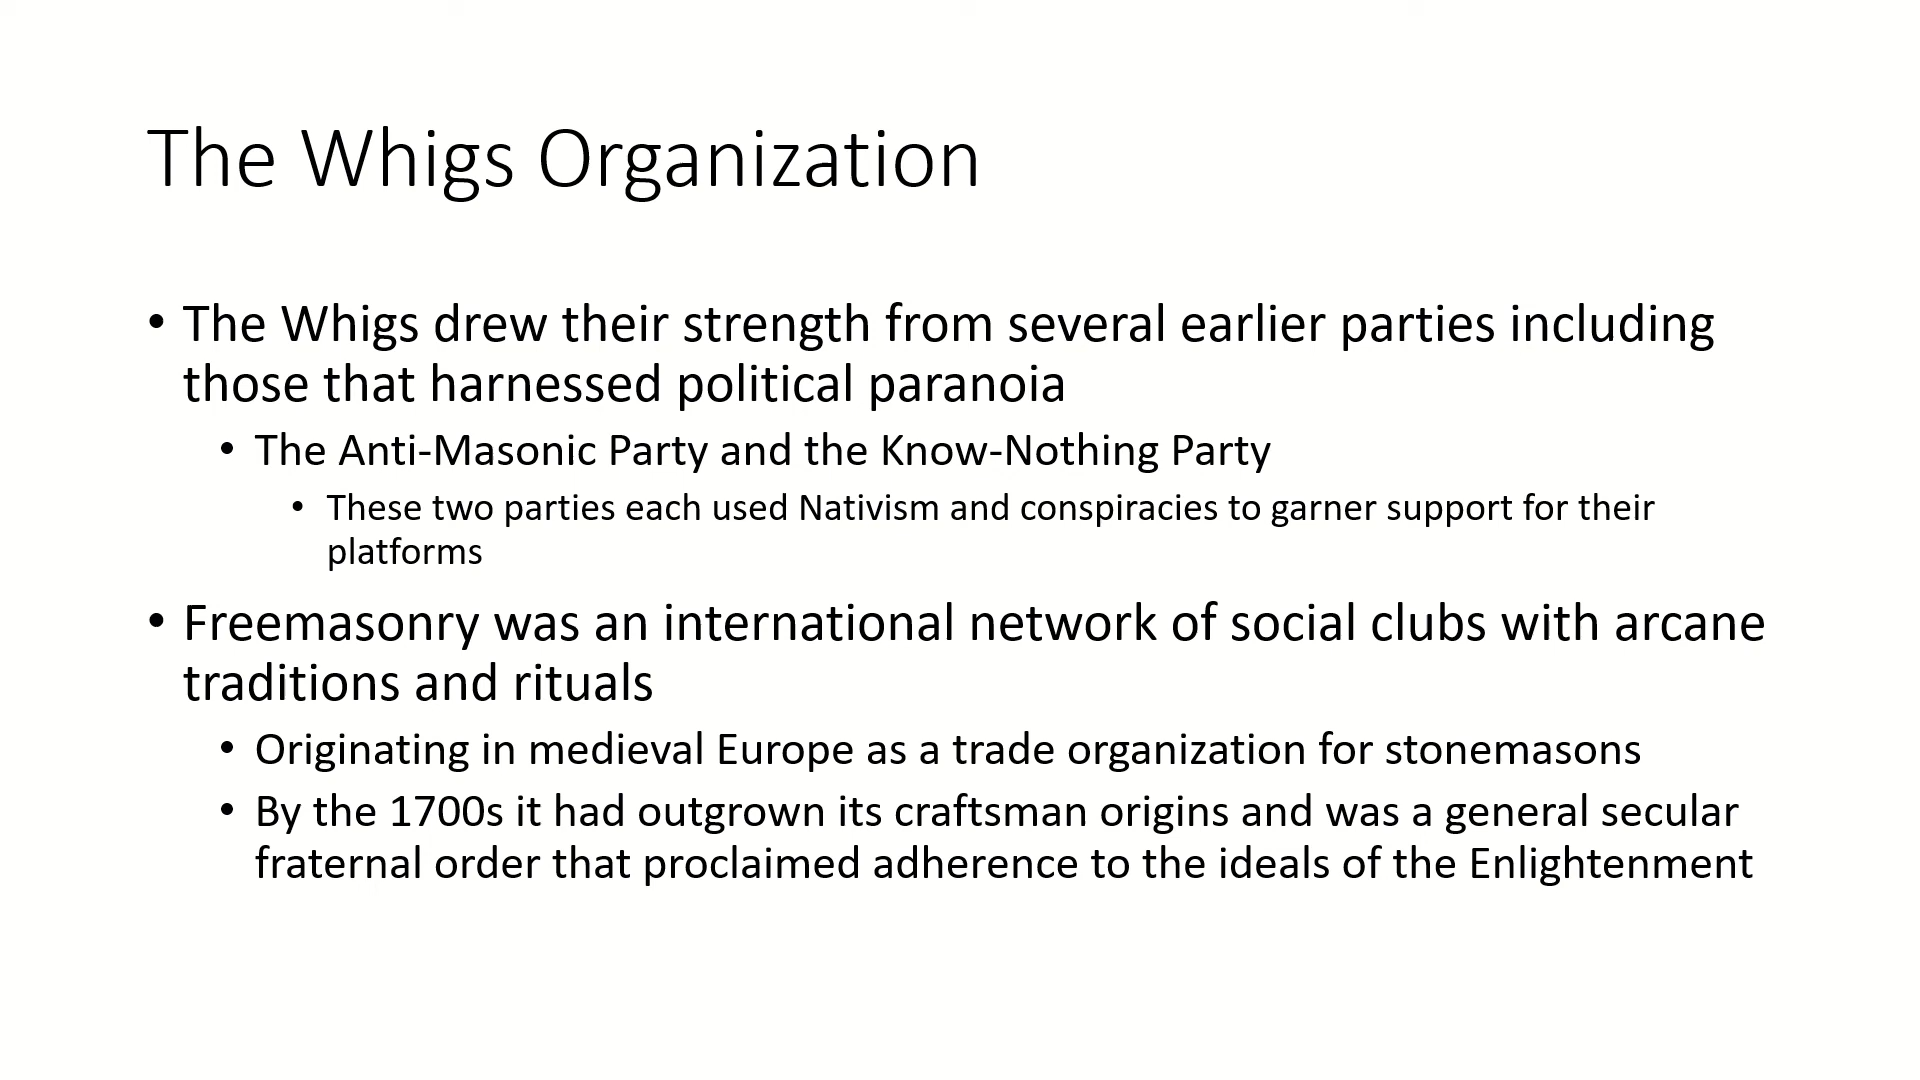 The Whigs Organization
• The Whigs drew their strength from several earlier parties including
those that harnessed political paranoia
• The Anti-Masonic Party and the Know-Nothing Party
• These two parties each used Nativism and conspiracies to garner support for their
platforms
• Freemasonry was an international network of social clubs with arcane
traditions and rituals
• Originating in medieval Europe as a trade organization for stonemasons
• By the 1700s it had outgrown its craftsman origins and was a general secular
fraternal order that proclaimed adherence to the ideals of the Enlightenment